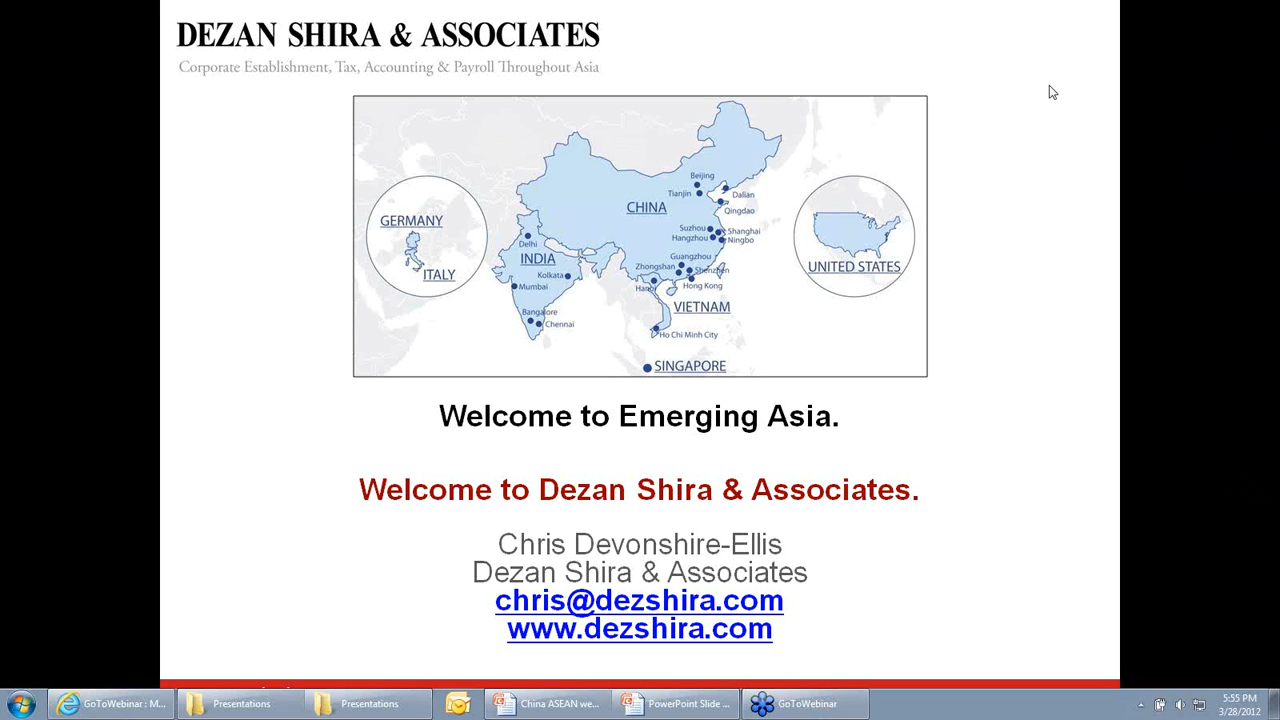 DEZAN SHIRA & ASSOCIATES
Corporate Establishment, Tax, Accounting & Payroll Throughout Asia
GERMANY
ITALY
CHINA
Beijing
Tianjin
Dalian
Qingdao
Suzhou
Shanghai
Hangzhou
Ningbo
Guangzhou
Zhongshan
Shenzhen
Hong Kong
Hanoi
INDIA
Delhi
Kolkata
Mumbai
Bangalore
Chennai
VIETNAM
Ho Chi Minh City
SINGAPORE
UNITED STATES
Welcome to Emerging Asia.
Welcome to Dezan Shira & Associates.
Chris Devonshire-Ellis
Dezan Shira & Associates
chris@dezshira.com
www.dezshira.com
GoToWebinar : M...
Presentations
Presentations
China ASEAN we...
PowerPoint Slide ...
GoToWebinar
5:55 PM
3/28/2012